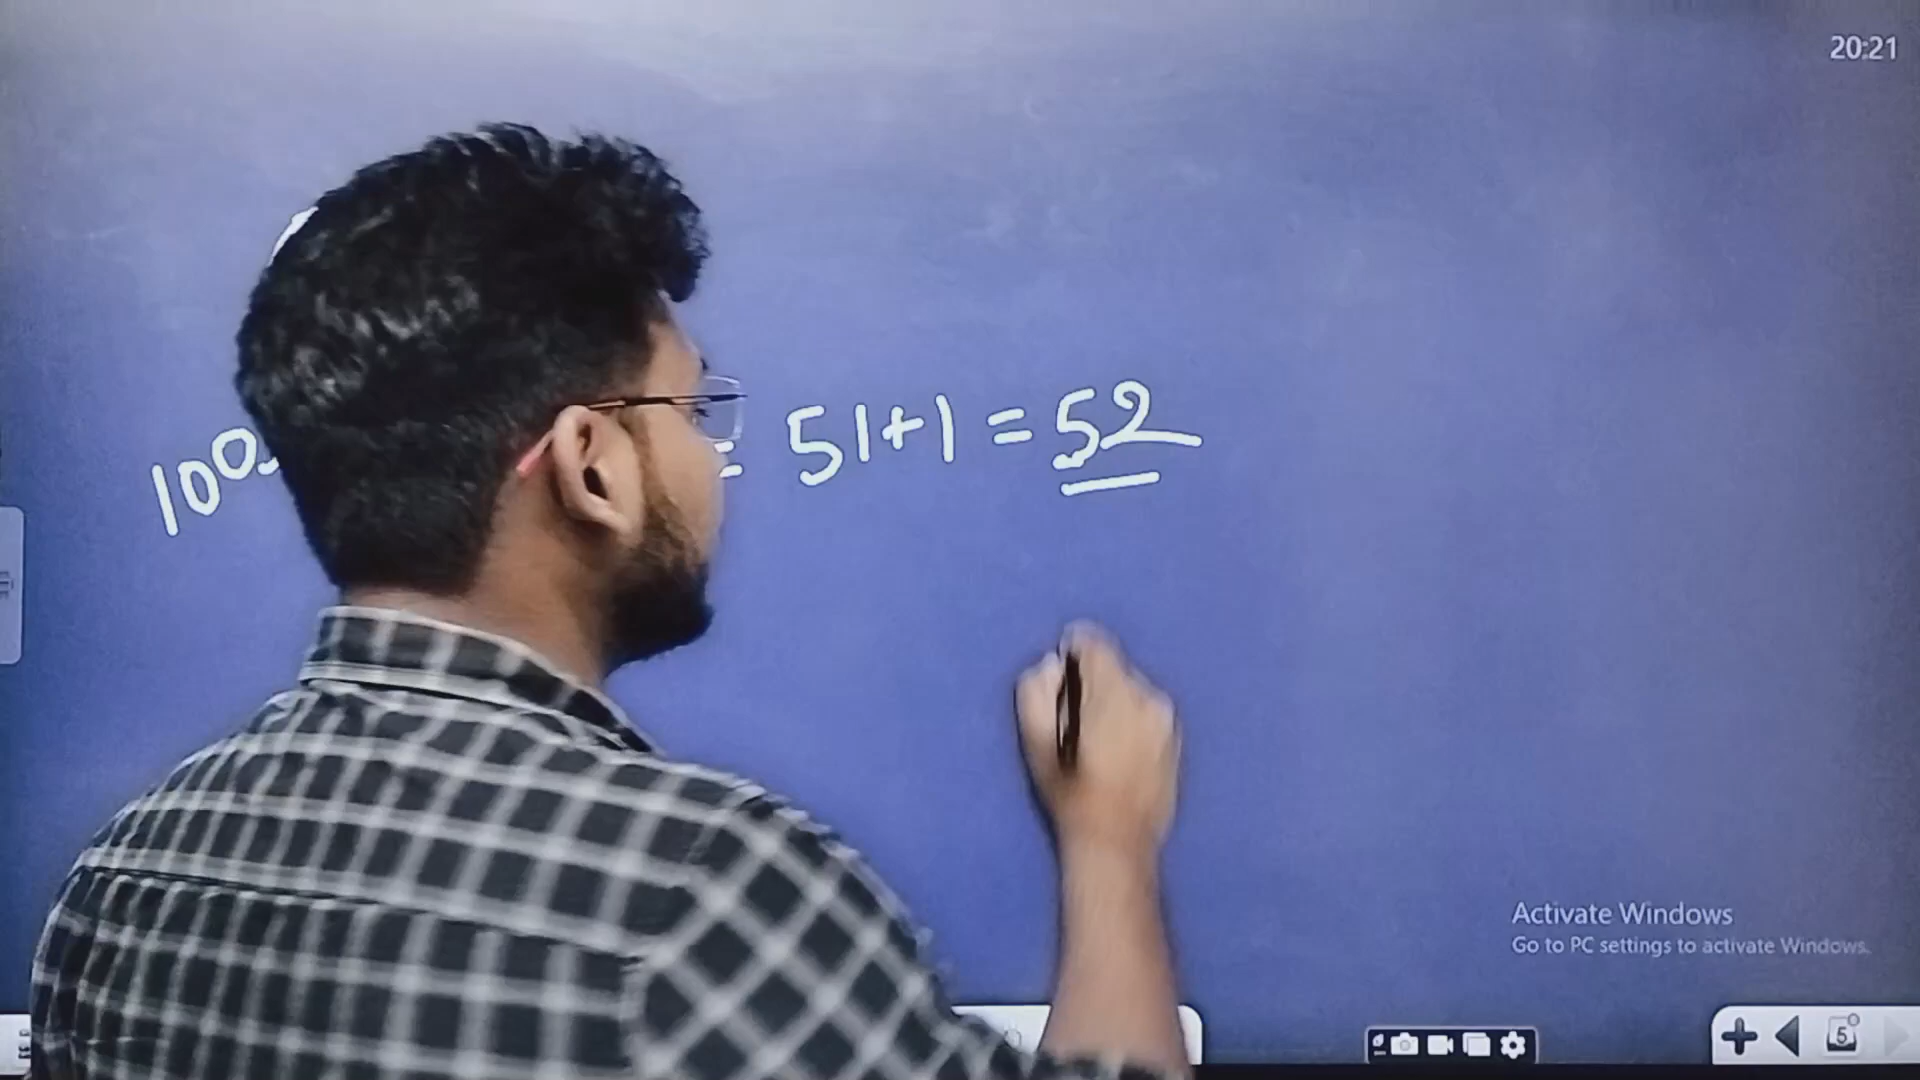 20:21
100
= 51+1 = 52
Activate Windows
Go to PC settings to activate Windows.
5